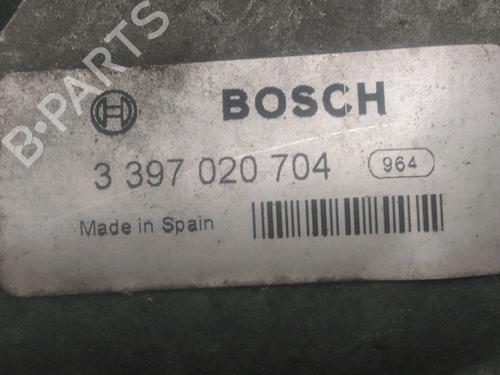 B-PARTS
BOSCH
3 397 020 704 964
Made in Spain